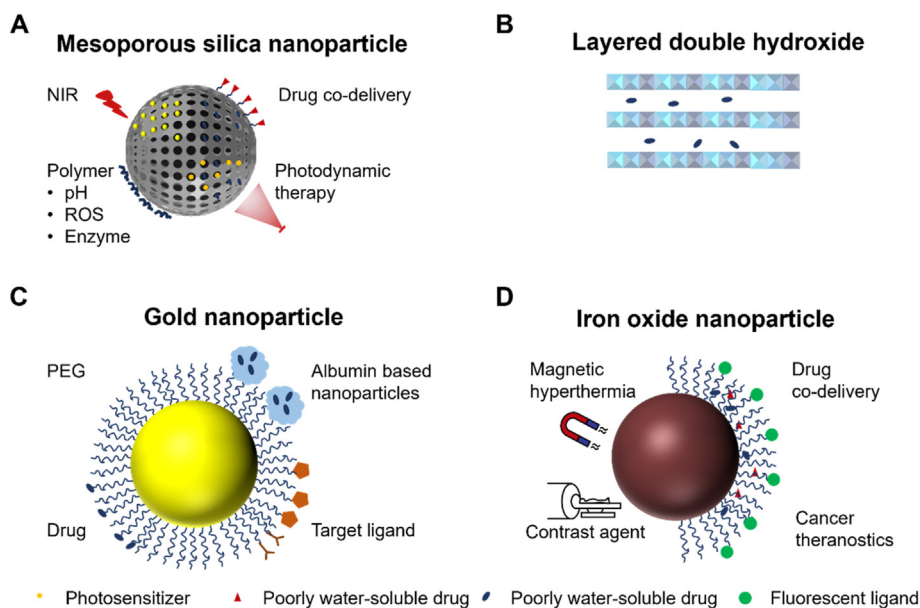 A
Mesoporous silica nanoparticle
NIR
Drug co-delivery
Polymer
• pH
• ROS
• Enzyme
Photodynamic
therapy
B
Layered double hydroxide
C
Gold nanoparticle
PEG
Albumin based
nanoparticles
Drug
Target ligand
D
Iron oxide nanoparticle
Magnetic
hyperthermia
Drug
co-delivery
Contrast agent
Cancer
theranostics
Photosensitizer
Poorly water-soluble drug
Poorly water-soluble drug
Fluorescent ligand